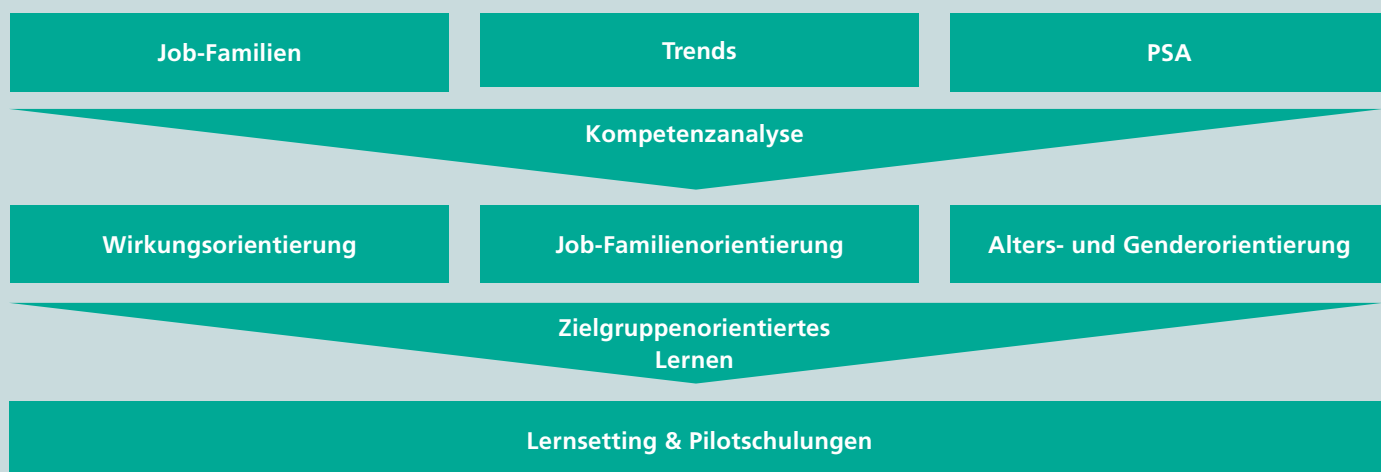 Job-Familien
Trends
PSA
Kompetenzanalyse
Wirkungsorientierung
Job-Familienorientierung
Alters- und Genderorientierung
Zielgruppenorientiertes
Lernen
Lernsetting & Pilotschulungen